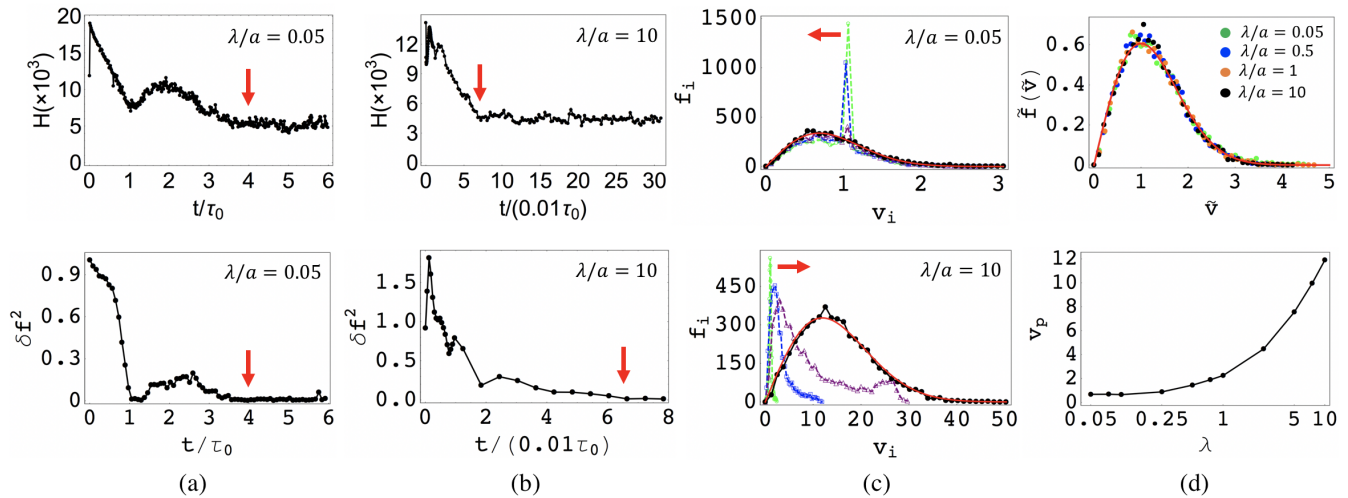 20
15
10
5
0
H(×10³)
λ/a = 0.05
0 1 2 3 4 5 6
t/τ₀
12
9
6
3
0
H(×10³)
λ/a = 10
0 5 10 15 20 25 30
t/(0.01τ₀)
1500
1000
500
0
f_i
λ/a = 0.05
0 1 2 3
v_i
0.6
0.4
0.2
0
f̃(ṽ)
λ/a = 0.05
λ/a = 0.5
λ/a = 1
λ/a = 10
0 1 2 3 4 5
ṽ
0.9
0.6
0.3
0
δf²
λ/a = 0.05
0 1 2 3 4 5 6
t/τ₀
1.5
1.0
0.5
0.0
δf²
λ/a = 10
0 2 4 6 8
t/(0.01τ₀)
450
300
150
0
f_i
λ/a = 10
0 10 20 30 40 50
v_i
12
10
8
6
4
2
0
v_p
0.05 0.25 1 5 10
λ
(a) (b) (c) (d)